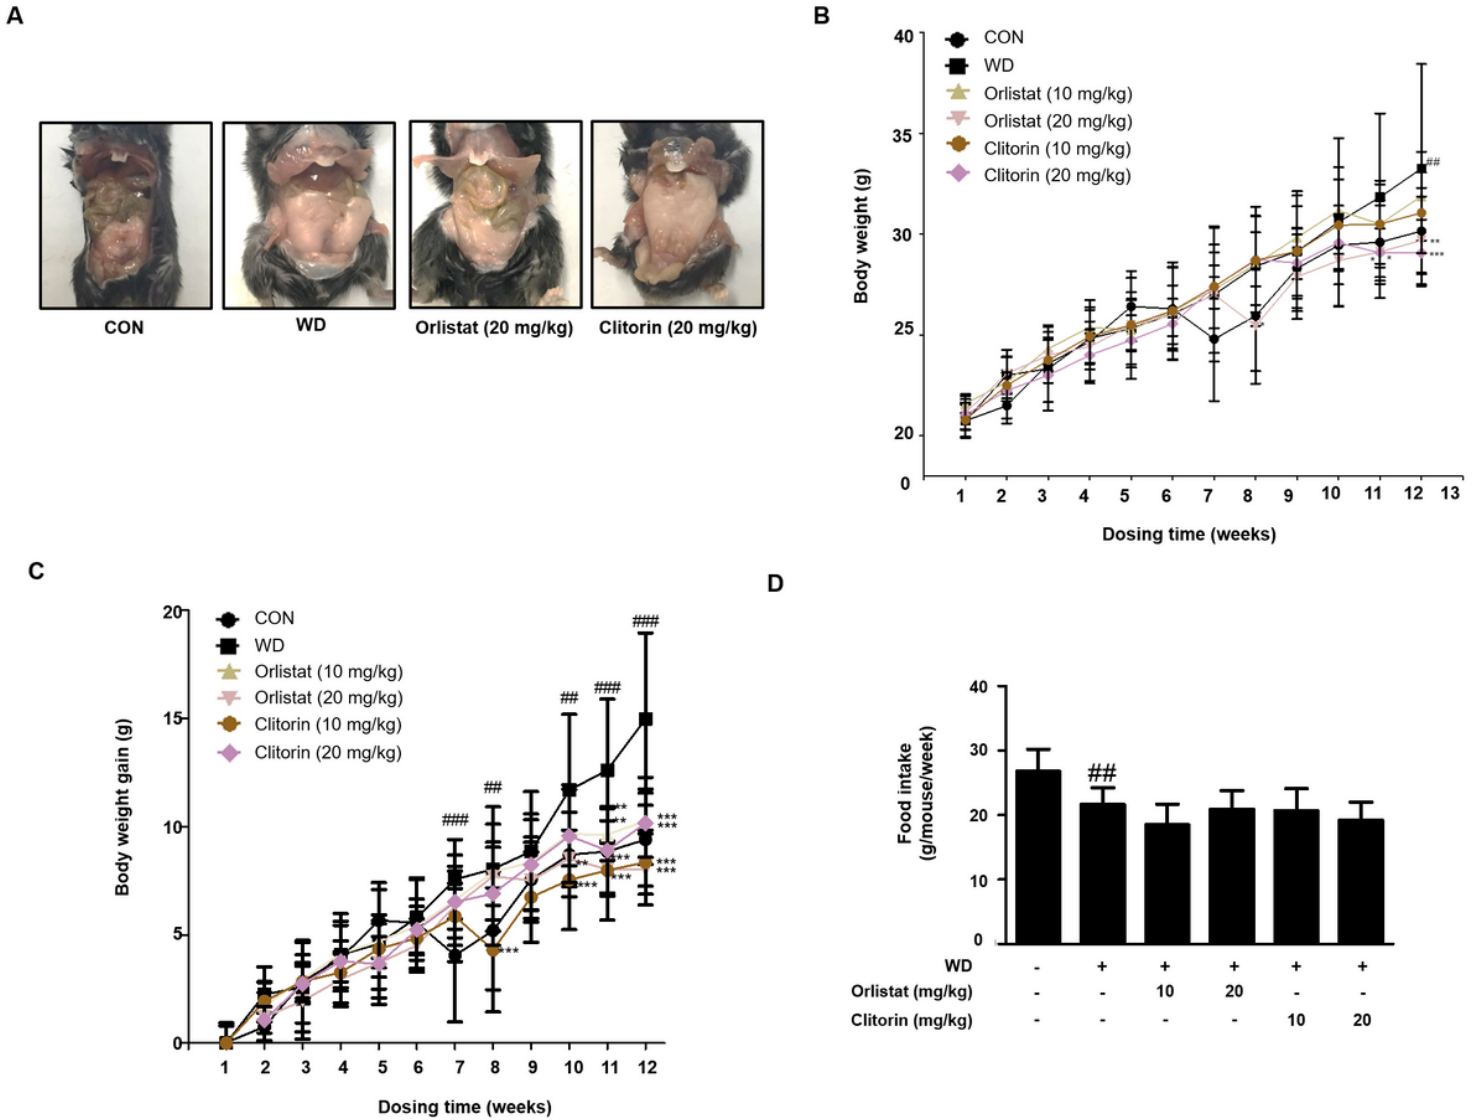 A
CON
WD
Orlistat (20 mg/kg)
Clitorin (20 mg/kg)
B
CON
WD
Orlistat (10 mg/kg)
Orlistat (20 mg/kg)
Clitorin (10 mg/kg)
Clitorin (20 mg/kg)
Body weight (g)
40
35
30
25
20
0
##
**
***
*
*
*
1 2 3 4 5 6 7 8 9 10 11 12 13
Dosing time (weeks)
C
CON
WD
Orlistat (10 mg/kg)
Orlistat (20 mg/kg)
Clitorin (10 mg/kg)
Clitorin (20 mg/kg)
Body weight gain (g)
20
15
10
5
0
###
##
##
###
###
***
**
***
**
**
***
***
***
***
***
***
1 2 3 4 5 6 7 8 9 10 11 12
Dosing time (weeks)
D
Food intake
(g/mouse/week)
40
30
20
10
0
##
WD - + + + + +
Orlistat (mg/kg) - - 10 20 - -
Clitorin (mg/kg) - - - - 10 20